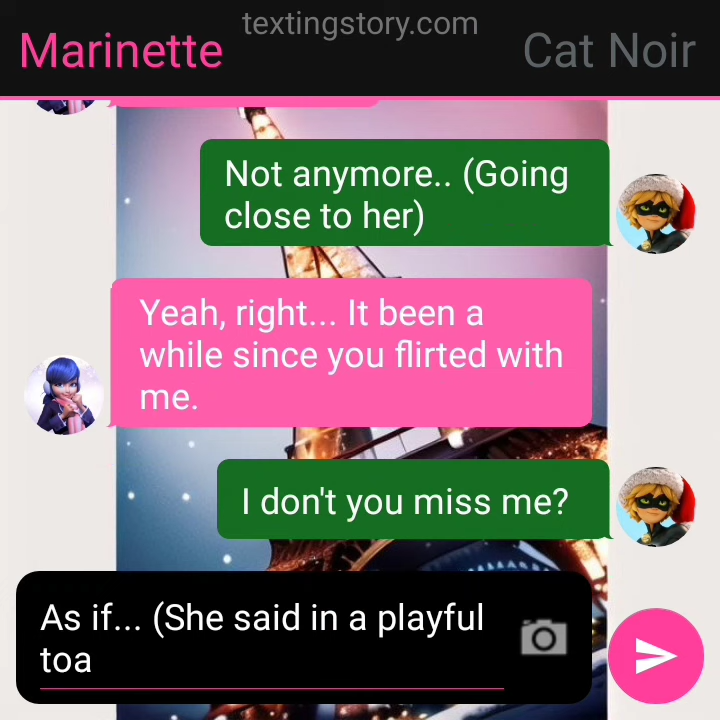 textingstory.com
Marinette
Cat Noir
Not anymore.. (Going
close to her)
Yeah, right... It been a
while since you flirted with
me.
I don't you miss me?
As if... (She said in a playful
toa